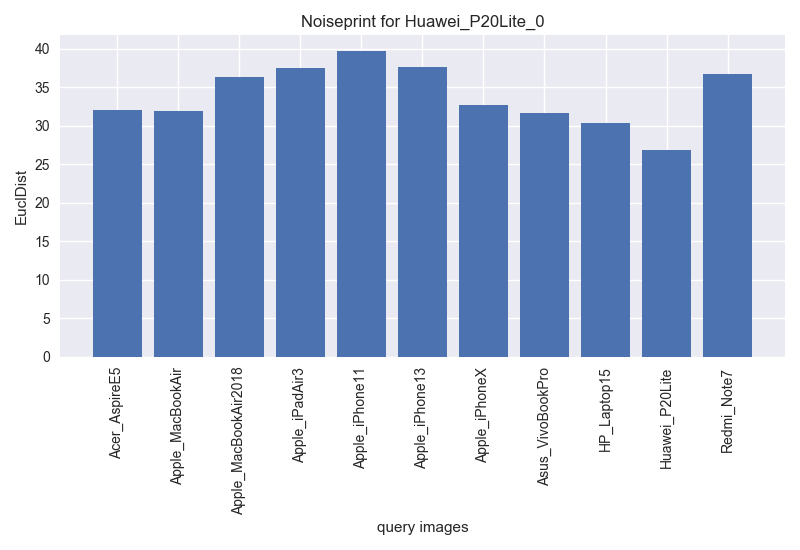 Noiseprint for Huawei_P20Lite_0
EuclDist
40
35
30
25
20
15
10
5
0
Acer_AspireE5
Apple_MacBookAir
Apple_MacBookAir2018
Apple_iPadAir3
Apple_iPhone11
Apple_iPhone13
Apple_iPhoneX
Asus_VivoBookPro
HP_Laptop15
Huawei_P20Lite
Redmi_Note7
query images